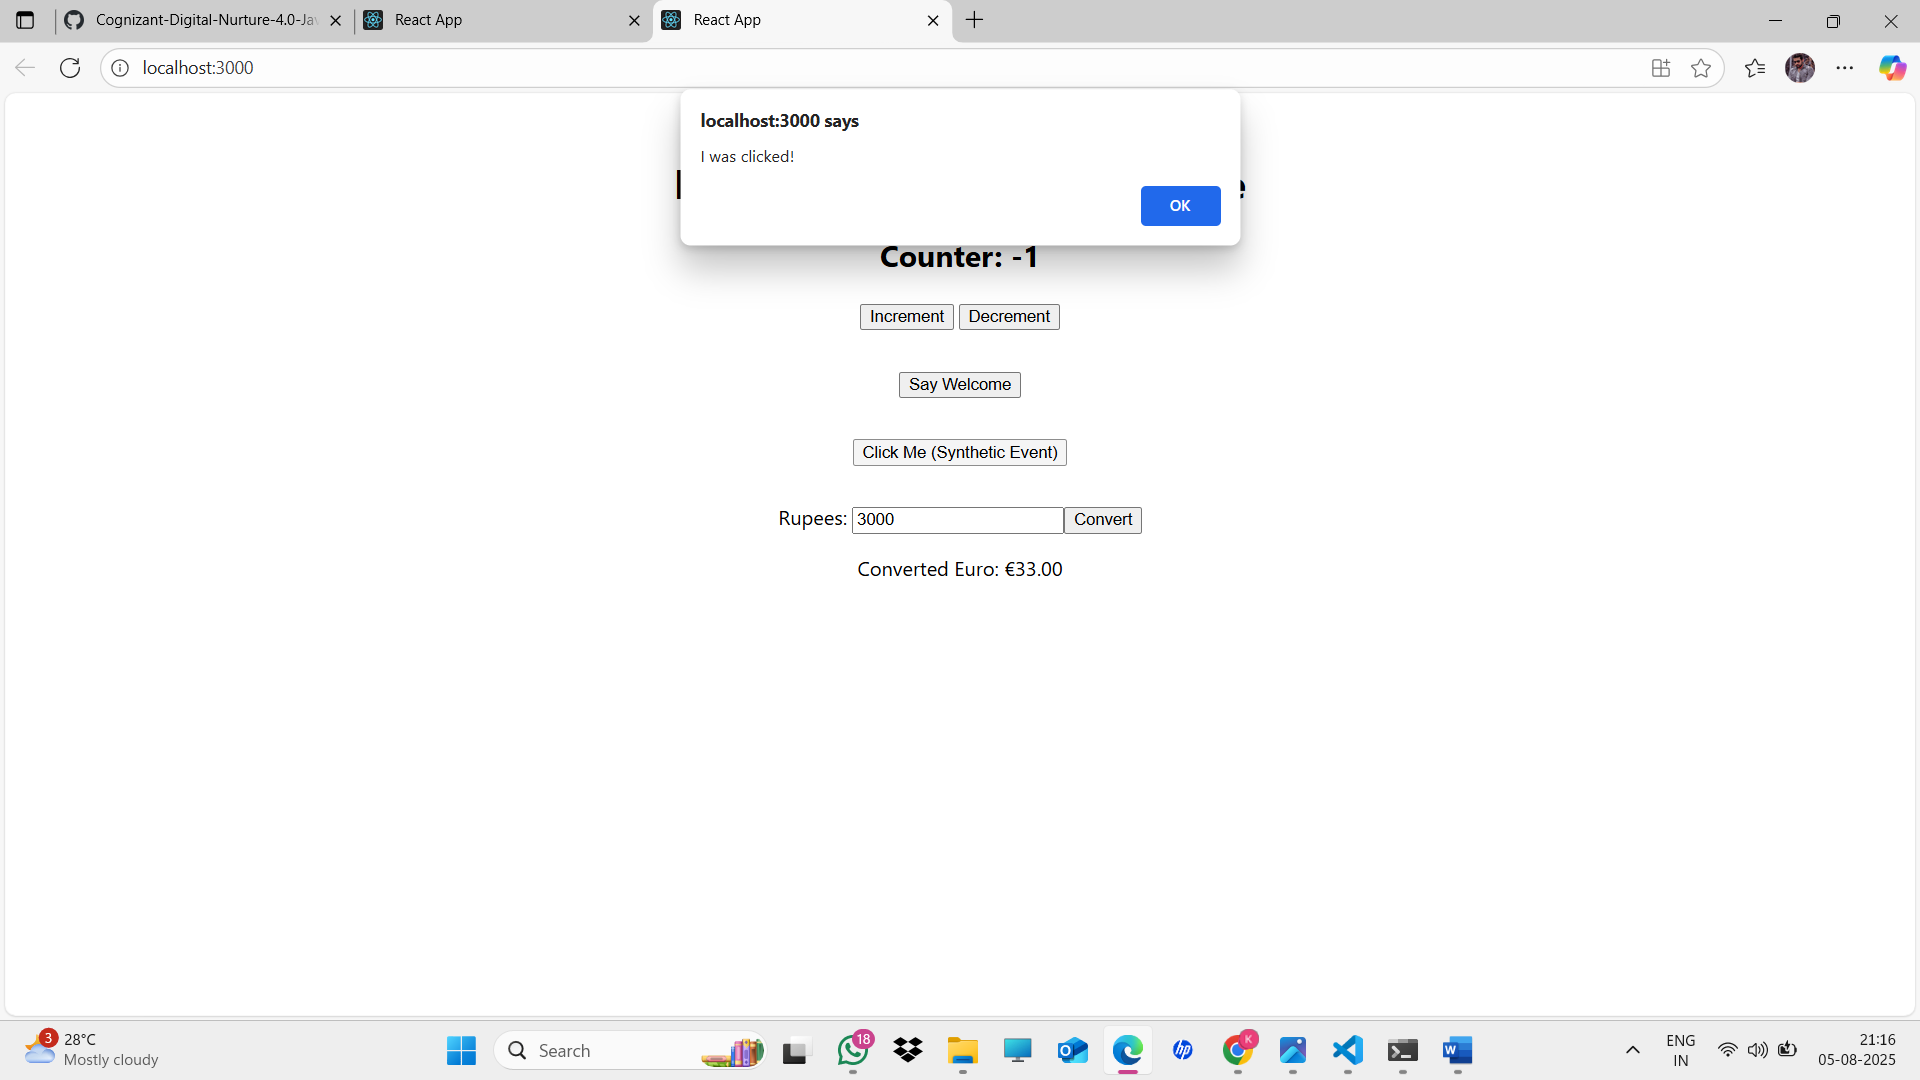 Cognizant-Digital-Nurture-4.0-Jav
React App
React App
localhost:3000
localhost:3000 says
I was clicked!
OK
Counter: -1
Increment
Decrement
Say Welcome
Click Me (Synthetic Event)
Rupees: 3000
Convert
Converted Euro: €33.00
3
28°C
Mostly cloudy
Search
18
K
ENG
IN
21:16
05-08-2025